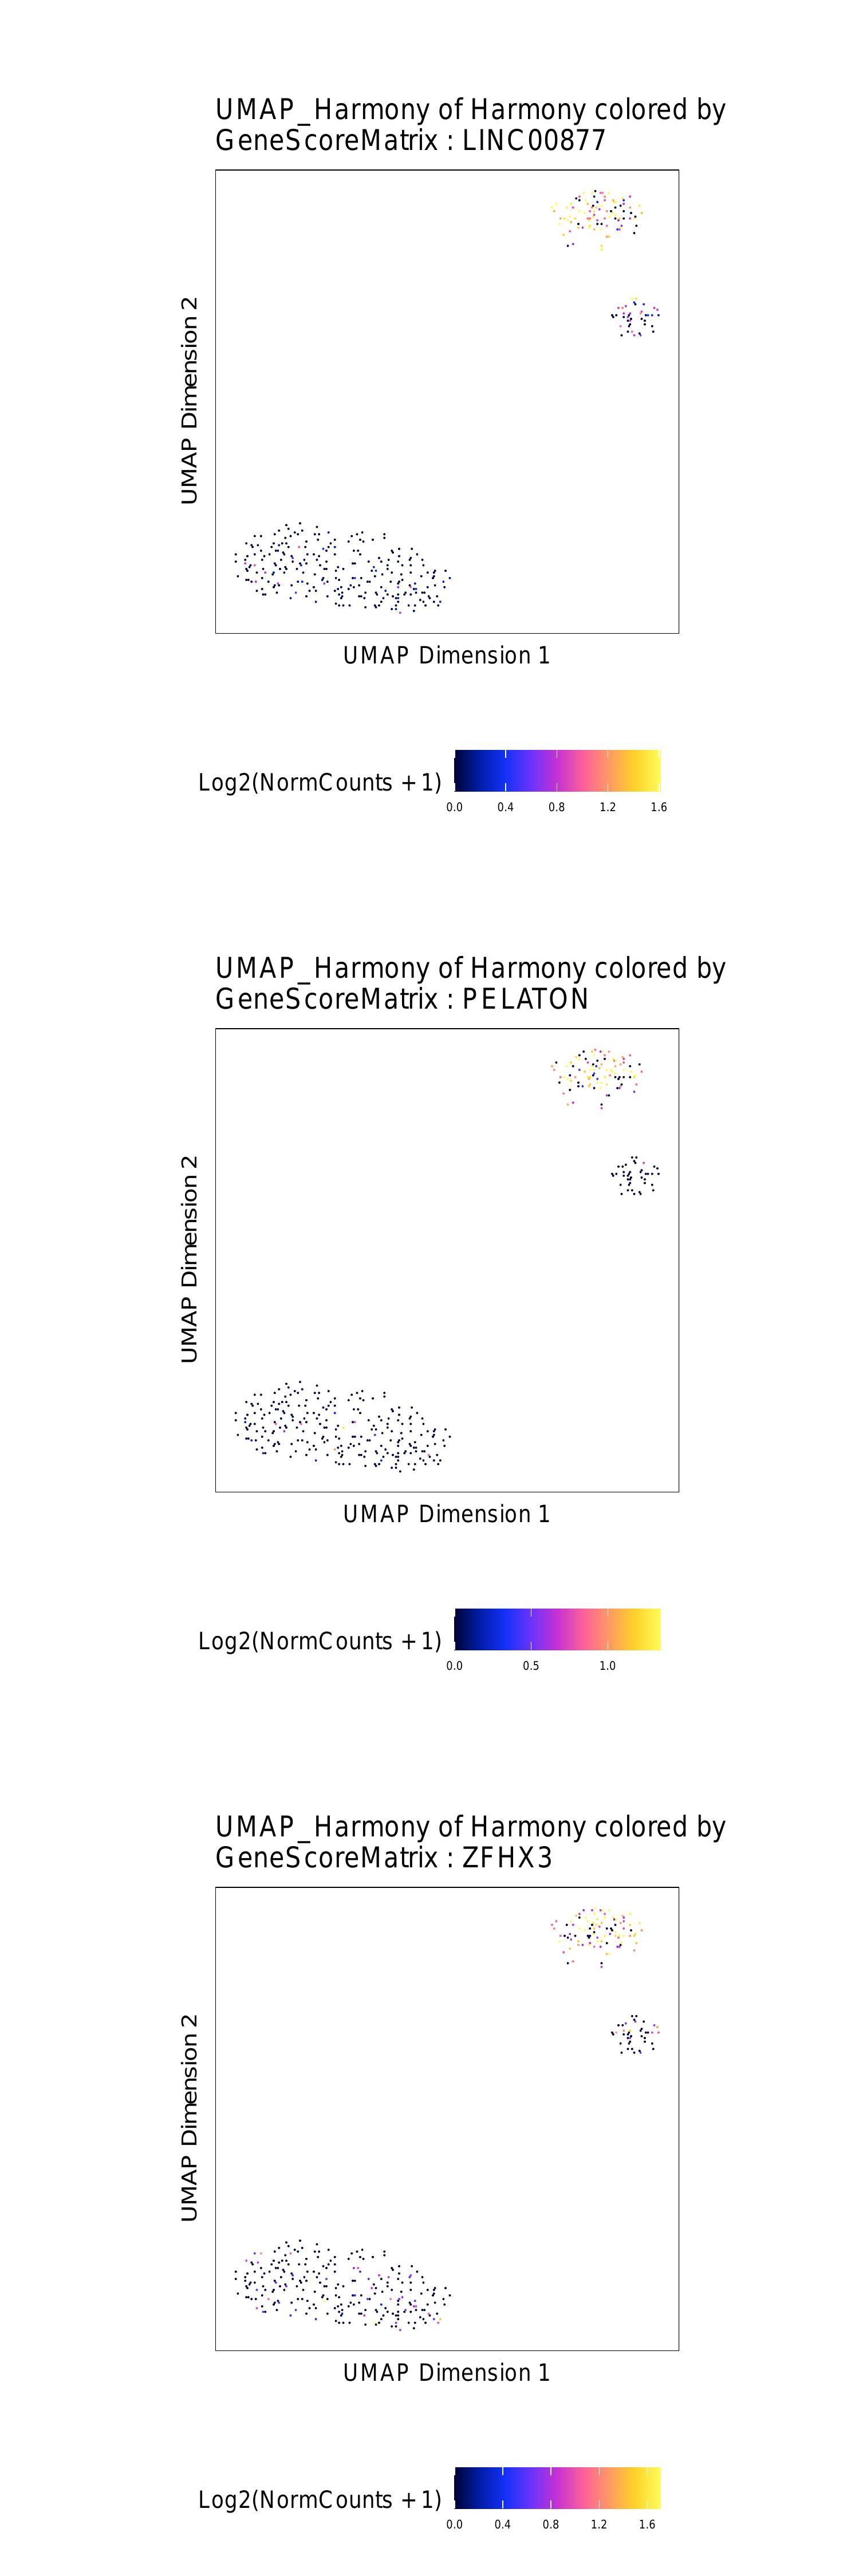 UMAP_Harmony of Harmony colored by
GeneScoreMatrix : LINC00877
UMAP Dimension 2
UMAP Dimension 1
Log2(NormCounts +1)
0.0 0.4 0.8 1.2 1.6
UMAP_Harmony of Harmony colored by
GeneScoreMatrix : PELATON
UMAP Dimension 2
UMAP Dimension 1
Log2(NormCounts +1)
0.0 0.5 1.0
UMAP_Harmony of Harmony colored by
GeneScoreMatrix : ZFHX3
UMAP Dimension 2
UMAP Dimension 1
Log2(NormCounts +1)
0.0 0.4 0.8 1.2 1.6